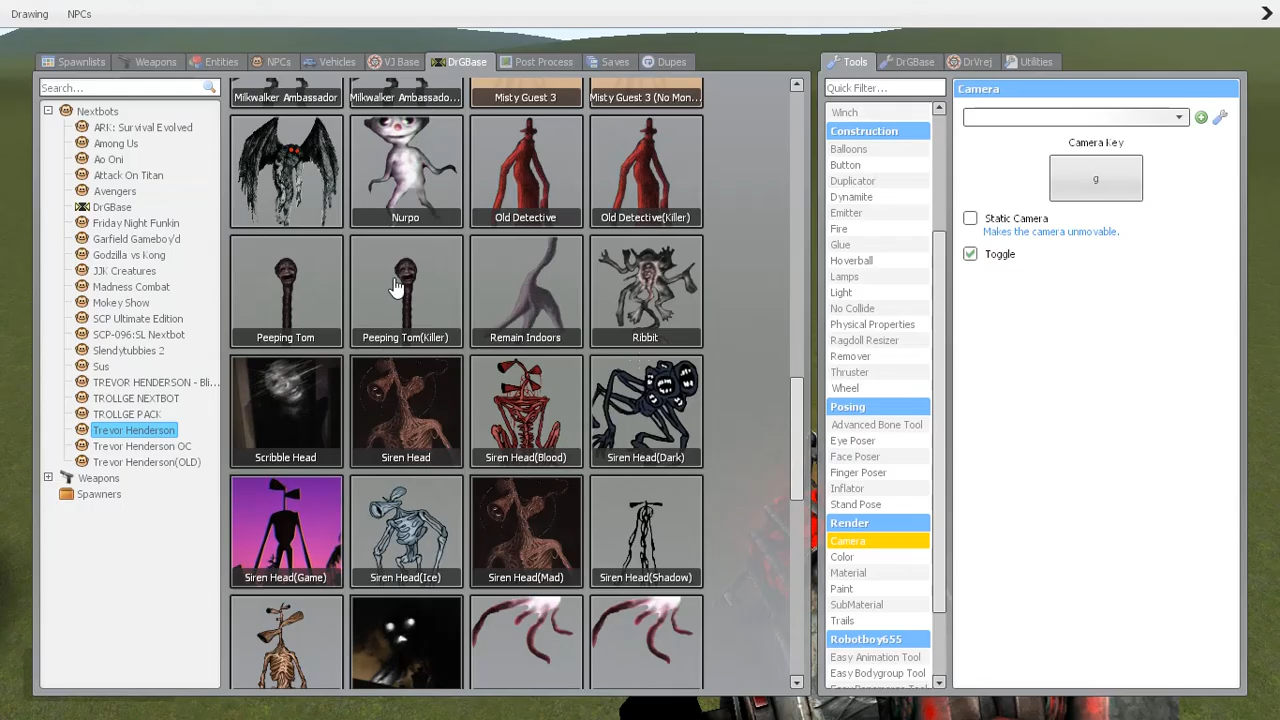 Drawing NPCs
Spawnlists Weapons Entities NPCs Vehicles VJ Base DrGBase Post Process Saves Dupes
Search...
Nextbots
ARK: Survival Evolved
Among Us
Ao Oni
Attack On Titan
Avengers
DrGBase
Friday Night Funkin
Garfield Gameboy'd
Godzilla vs Kong
JJK Creatures
Madness Combat
Mokey Show
SCP Ultimate Edition
SCP-096:SL Nextbot
Slendytubbies 2
Sus
TREVOR HENDERSON - Bli...
TROLLGE NEXTBOT
TROLLGE PACK
Trevor Henderson
Trevor Henderson OC
Trevor Henderson(OLD)
Weapons
Spawners
Milkwalker Ambassador
Milkwalker Ambassado...
Misty Guest 3
Misty Guest 3 (No Mon...
Nurpo
Old Detective
Old Detective(Killer)
Peeping Tom
Peeping Tom(Killer)
Remain Indoors
Ribbit
Scribble Head
Siren Head
Siren Head(Blood)
Siren Head(Dark)
Siren Head(Game)
Siren Head(Ice)
Siren Head(Mad)
Siren Head(Shadow)
Tools DrGBase DrVrej Utilities
Quick Filter...
Winch
Construction
Balloons
Button
Duplicator
Dynamite
Emitter
Fire
Glue
Hoverball
Lamps
Light
No Collide
Physical Properties
Ragdoll Resizer
Remover
Thruster
Wheel
Posing
Advanced Bone Tool
Eye Poser
Face Poser
Finger Poser
Inflator
Stand Pose
Render
Camera
Color
Material
Paint
SubMaterial
Trails
Robotboy655
Easy Animation Tool
Easy Bodygroup Tool
Camera
Camera Key
g
Static Camera
Makes the camera unmovable.
Toggle